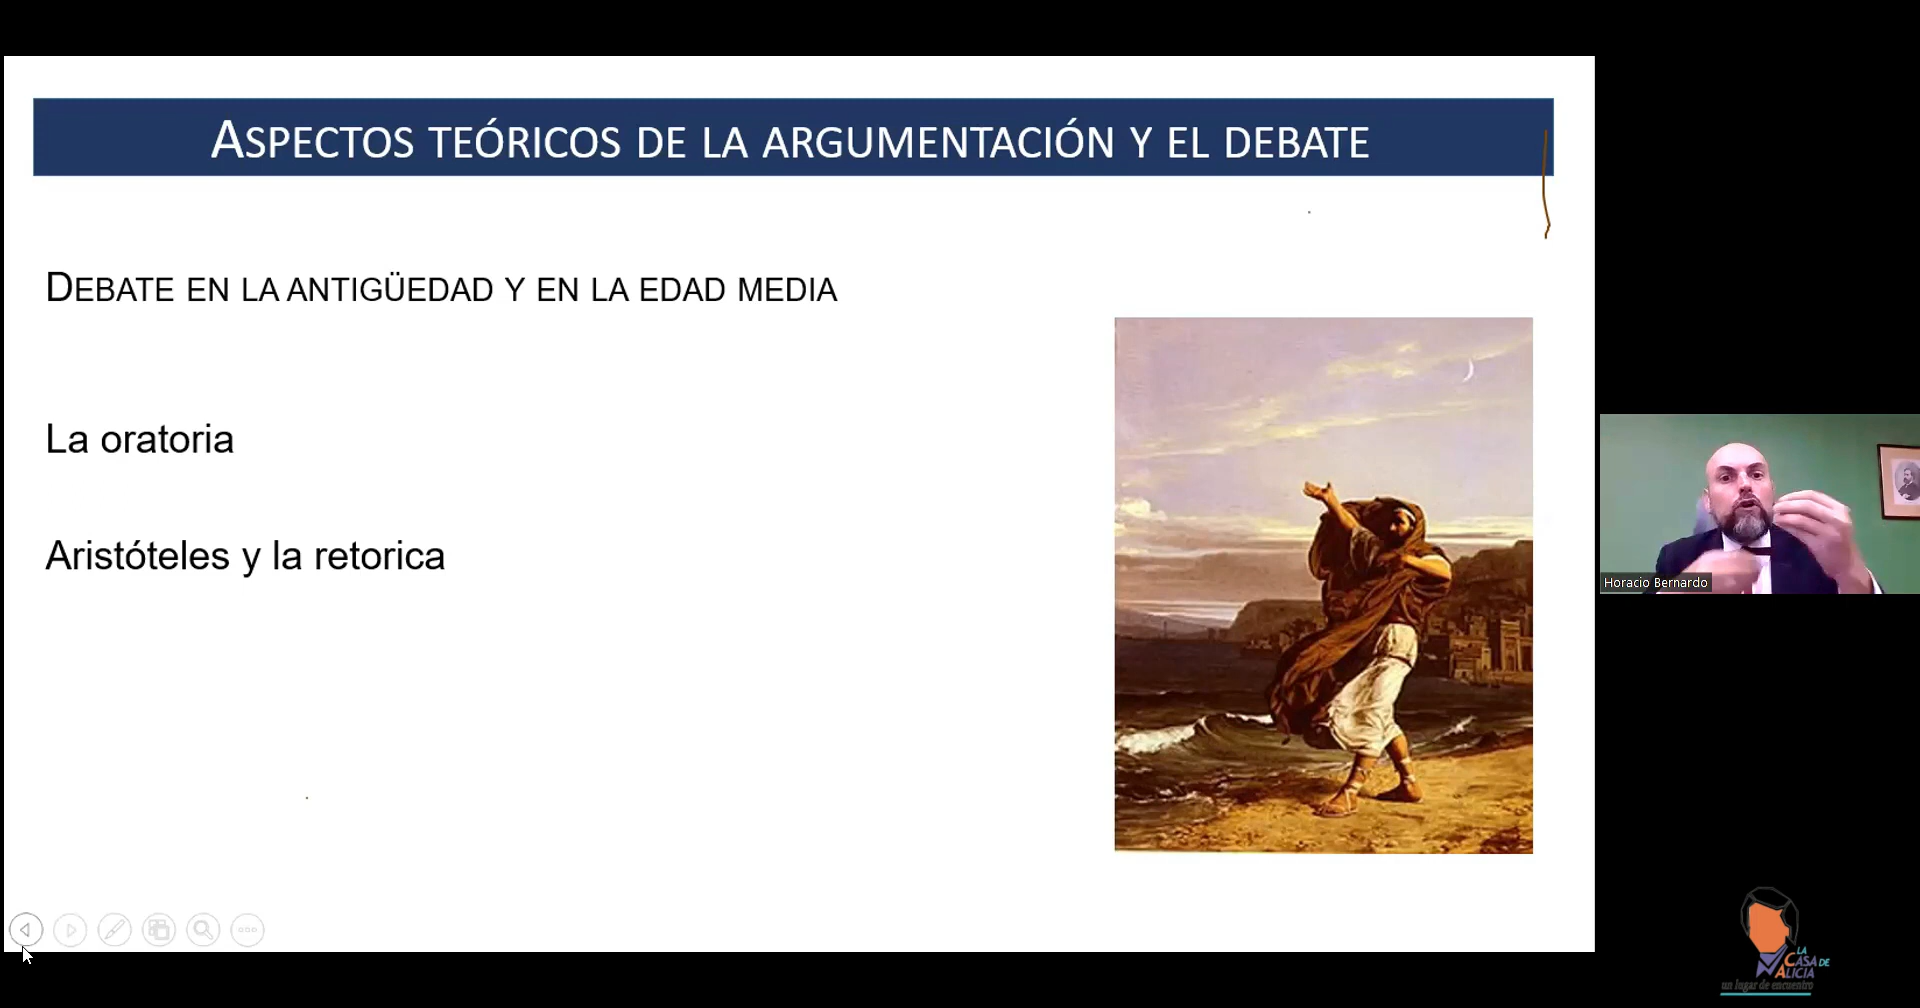 ASPECTOS TEÓRICOS DE LA ARGUMENTACIÓN Y EL DEBATE
DEBATE EN LA ANTIGÜEDAD Y EN LA EDAD MEDIA
La oratoria
Aristóteles y la retorica
Horacio Bernardo
LA
CASA DE
ALICIA
un lugar de encuentro